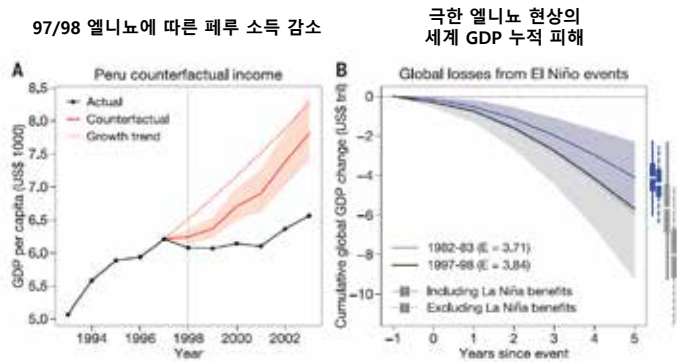 97/98 엘니뇨에 따른 페루 소득 감소
극한 엘니뇨 현상의
세계 GDP 누적 피해
A
Peru counterfactual income
8.5
8.0
7.5
7.0
6.5
6.0
5.5
5.0
GDP per capita (US$ 1000)
Actual
Counterfactual
Growth trend
1994
1996
1998
2000
2002
Year
B
Global losses from El Niño events
0
−2
−4
−6
−8
−10
Cumulative global GDP change (US$ tril)
1982-83 (E = 3.71)
1997-98 (E = 3.84)
Including La Niña benefits
Excluding La Niña benefits
−1
0
1
2
3
4
5
Years since event